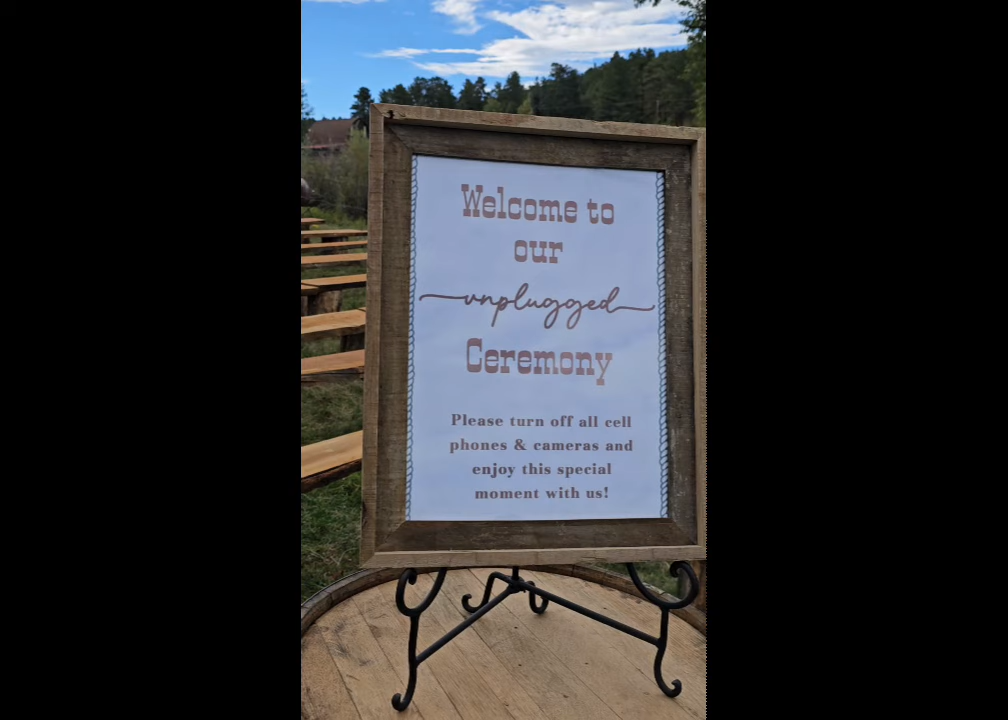 Welcome to
our
unplugged
Ceremony
Please turn off all cell
phones & cameras and
enjoy this special
moment with us!